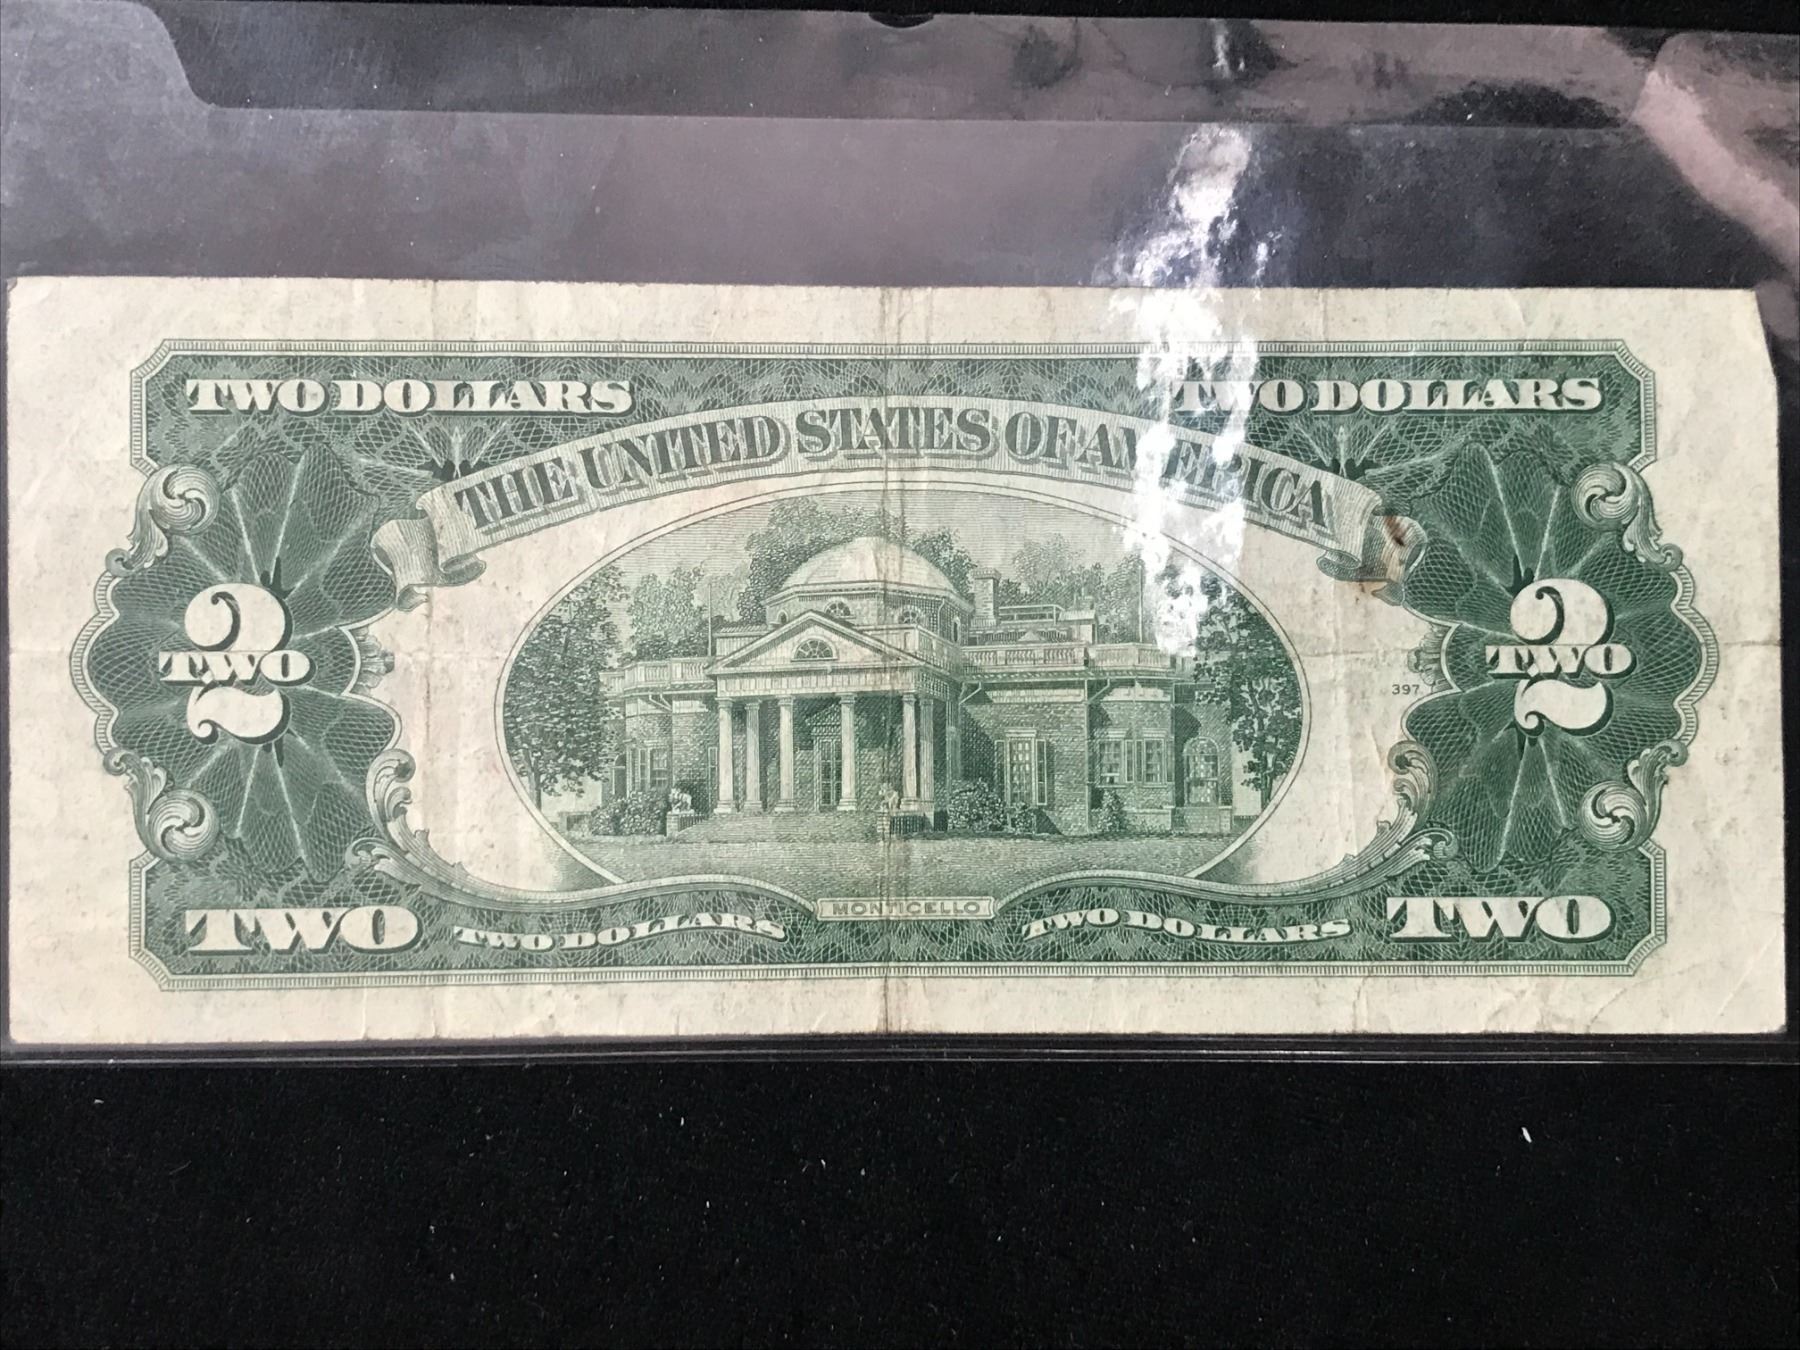 TWO DOLLARS TWO DOLLARS
THE UNITED STATES OF AMERICA
2 TWO 2 TWO
397
MONTICELLO
TWO TWO DOLLARS TWO DOLLARS TWO